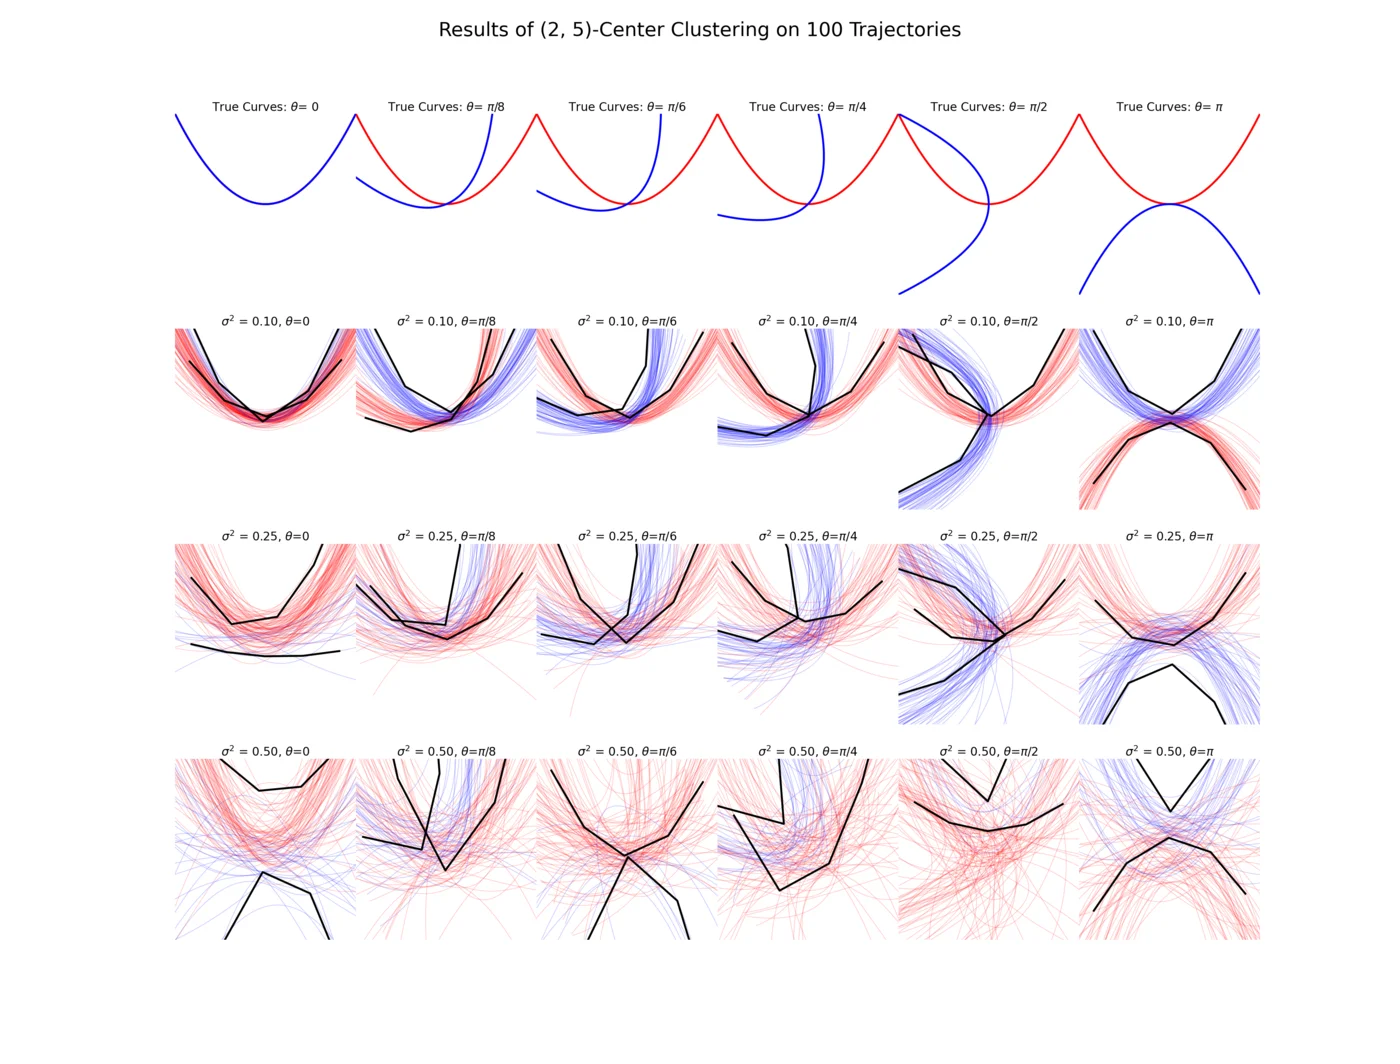 Results of (2, 5)-Center Clustering on 100 Trajectories
True Curves: θ= 0
True Curves: θ= π/8
True Curves: θ= π/6
True Curves: θ= π/4
True Curves: θ= π/2
True Curves: θ= π
σ² = 0.10, θ=0
σ² = 0.10, θ=π/8
σ² = 0.10, θ=π/6
σ² = 0.10, θ=π/4
σ² = 0.10, θ=π/2
σ² = 0.10, θ=π
σ² = 0.25, θ=0
σ² = 0.25, θ=π/8
σ² = 0.25, θ=π/6
σ² = 0.25, θ=π/4
σ² = 0.25, θ=π/2
σ² = 0.25, θ=π
σ² = 0.50, θ=0
σ² = 0.50, θ=π/8
σ² = 0.50, θ=π/6
σ² = 0.50, θ=π/4
σ² = 0.50, θ=π/2
σ² = 0.50, θ=π